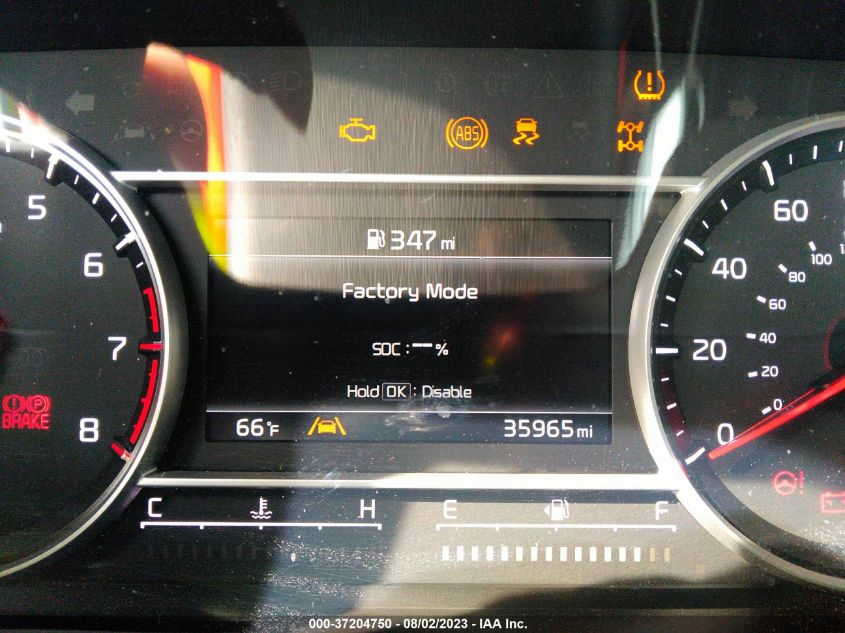 ABS
5
6
7
8
BRAKE
P
347 mi
Factory Mode
SOC : -- %
Hold OK : Disable
66°F
35965 mi
60
40
20
0
100
80
60
40
20
0
C
H
E
F
000-37204750 - 08/02/2023 - IAA Inc.